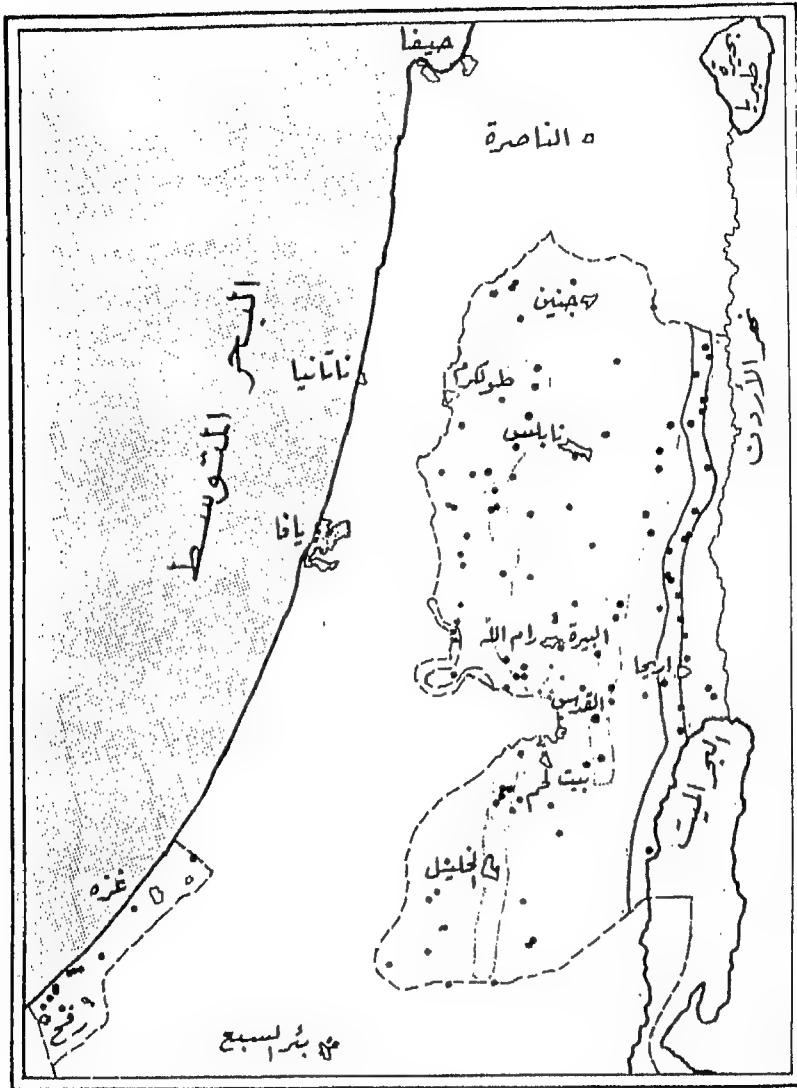 حيفا
بحيرة طبريا
الناصرة
جنين
نهر الأردن
البحر المتوسط
ناتانيا
طولكرم
نابلس
يافا
البيرة
رام الله
اريحا
القدس
البحر الميت
بيت لحم
الخليل
غزه
رفح
بئر السبع